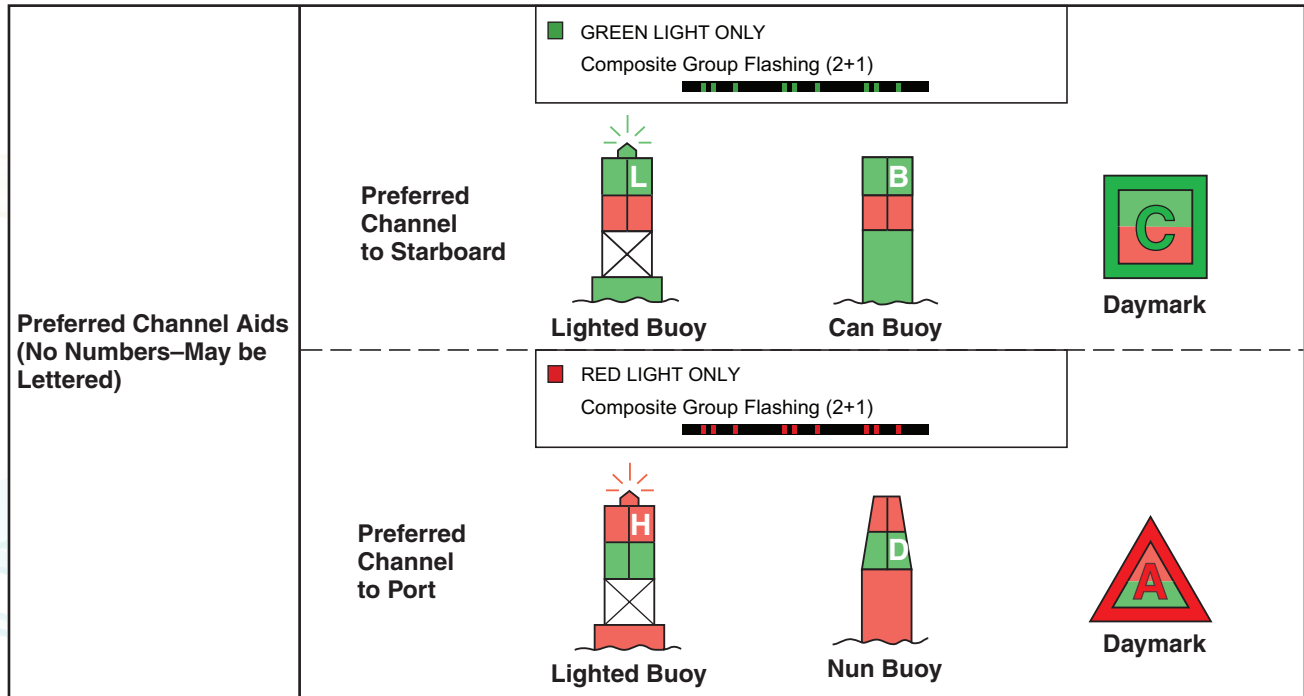 Preferred Channel Aids
(No Numbers–May be
Lettered)
GREEN LIGHT ONLY
Composite Group Flashing (2+1)
Preferred
Channel
to Starboard
L
B
C
Lighted Buoy
Can Buoy
Daymark
RED LIGHT ONLY
Composite Group Flashing (2+1)
Preferred
Channel
to Port
H
D
A
Lighted Buoy
Nun Buoy
Daymark